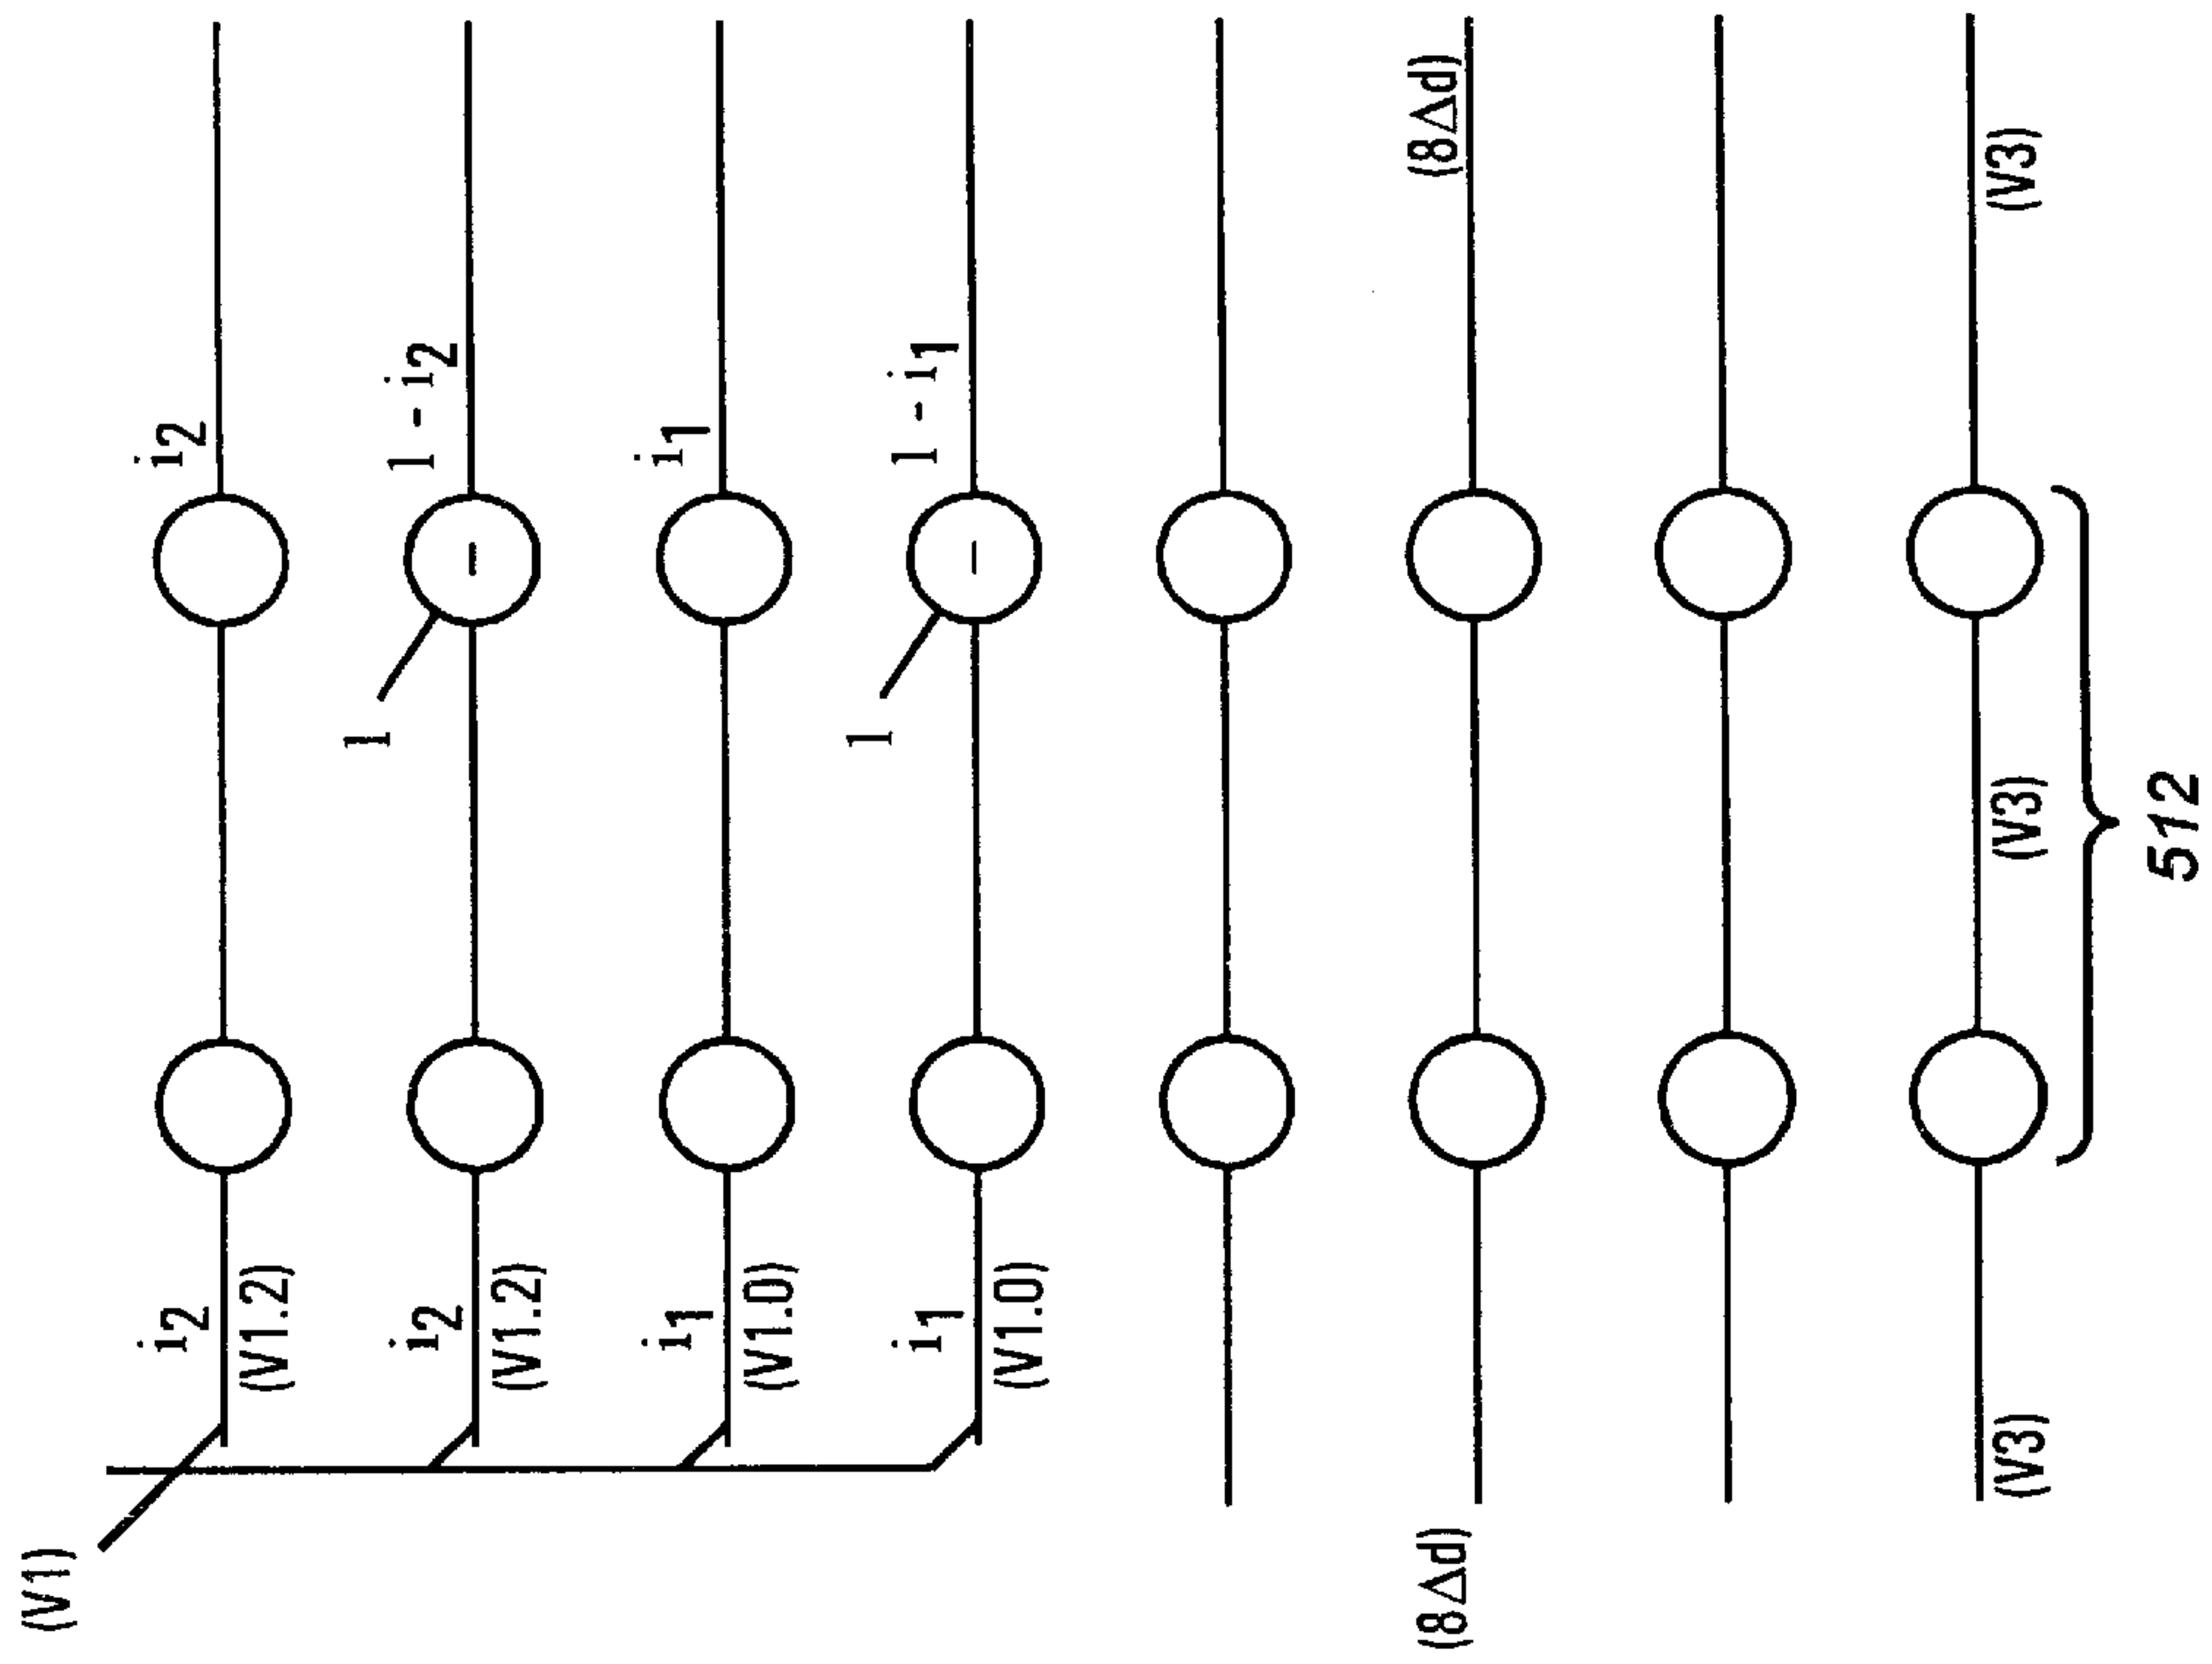 (V1)
i2
i2
(V1.2)
1
-
i2
1 - i2
(V1.2)
i1
i1
(V1.0)
1
-
i1
1 - i1
(V1.0)
(8Δd)
(8Δd)
(V3)
(V3)
(V3)
512